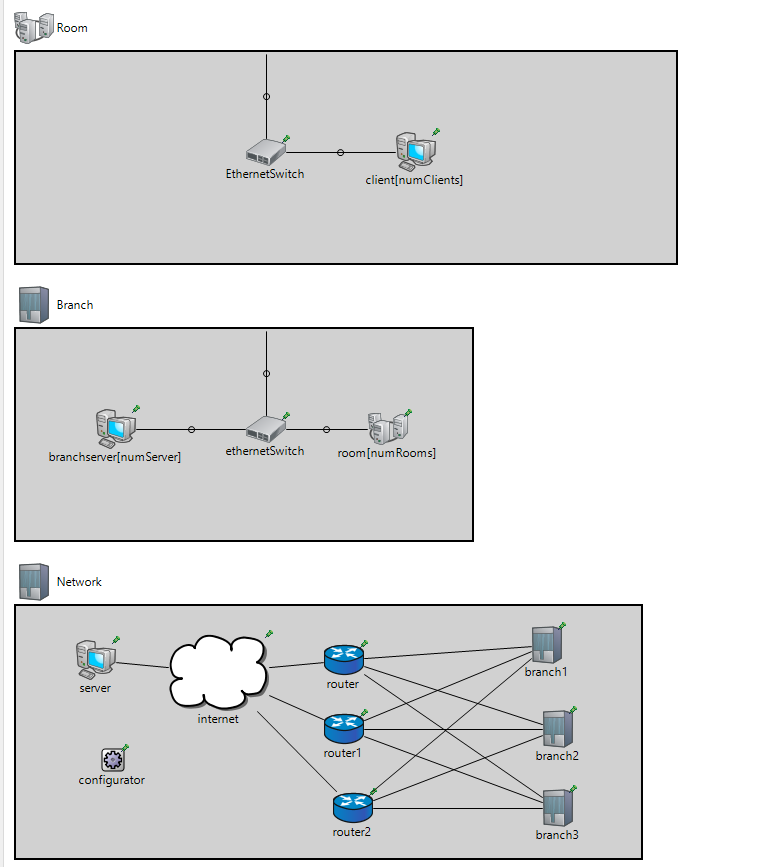 Room
EthernetSwitch
client[numClients]
Branch
branchserver[numServer]
ethernetSwitch
room[numRooms]
Network
server
internet
router
branch1
router1
branch2
configurator
router2
branch3